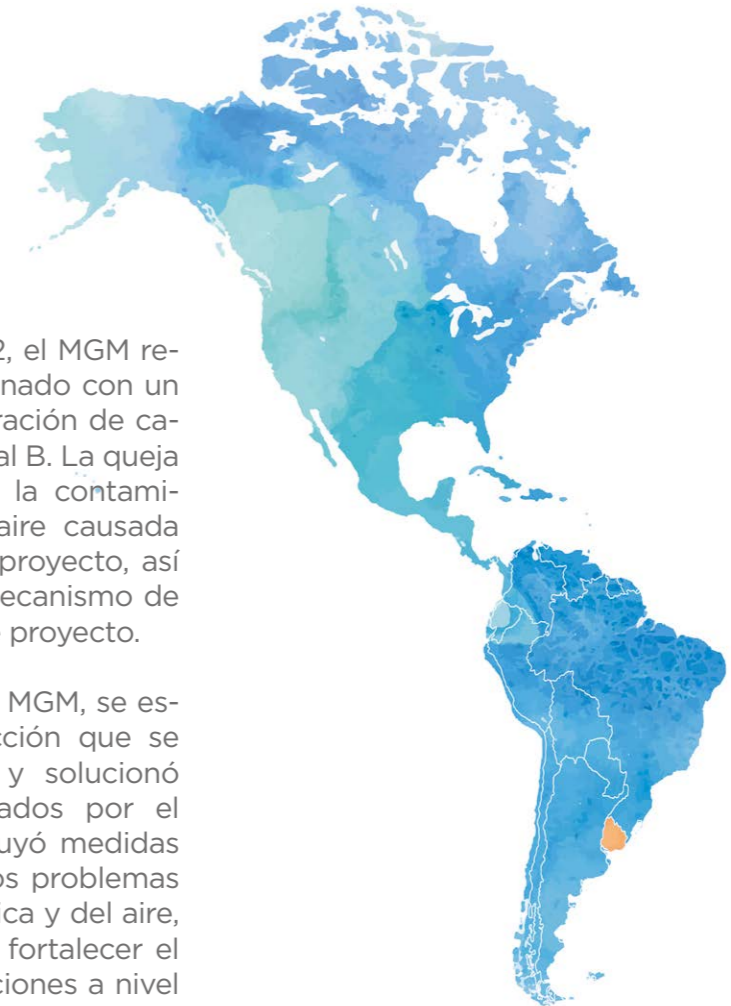 2, el MGM re-
nado con un
ración de ca-
al B. La queja
la contami-
aire causada
proyecto, así
ecanismo de
proyecto.
MGM, se es-
cción que se
y solucionó
ados por el
uyó medidas
os problemas
ica y del aire,
fortalecer el
ciones a nivel